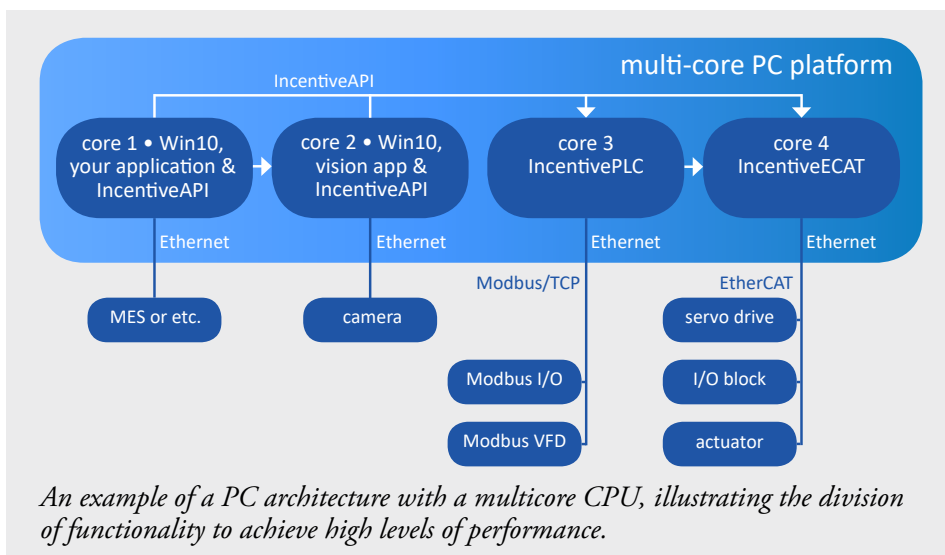 multi-core PC platform
IncentiveAPI
core 1 • Win10,
your application &
IncentiveAPI
core 2 • Win10,
vision app &
IncentiveAPI
core 3
IncentivePLC
core 4
IncentiveECAT
Ethernet
Ethernet
Ethernet
Ethernet
Modbus/TCP
EtherCAT
MES or etc.
camera
servo drive
Modbus I/O
I/O block
Modbus VFD
actuator
An example of a PC architecture with a multicore CPU, illustrating the division
of functionality to achieve high levels of performance.